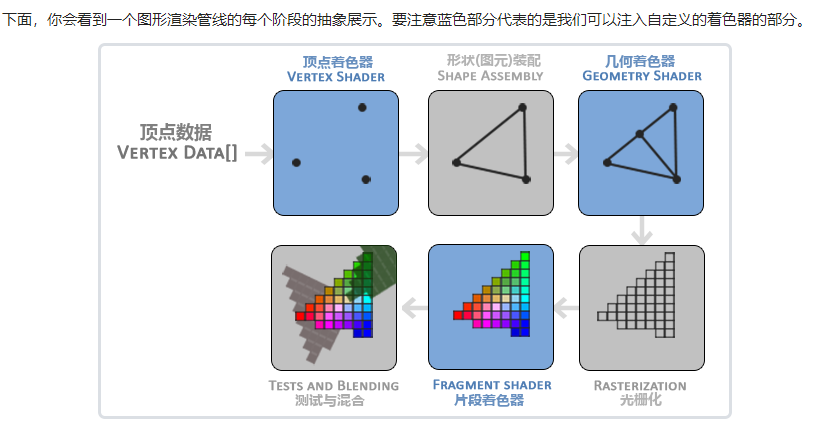 下面，你会看到一个图形渲染管线的每个阶段的抽象展示。要注意蓝色部分代表的是我们可以注入自定义的着色器的部分。
顶点着色器
VERTEX SHADER
形状(图元)装配
SHAPE ASSEMBLY
几何着色器
GEOMETRY SHADER
顶点数据
VERTEX DATA[]
TESTS AND BLENDING
测试与混合
FRAGMENT SHADER
片段着色器
RASTERIZATION
光栅化